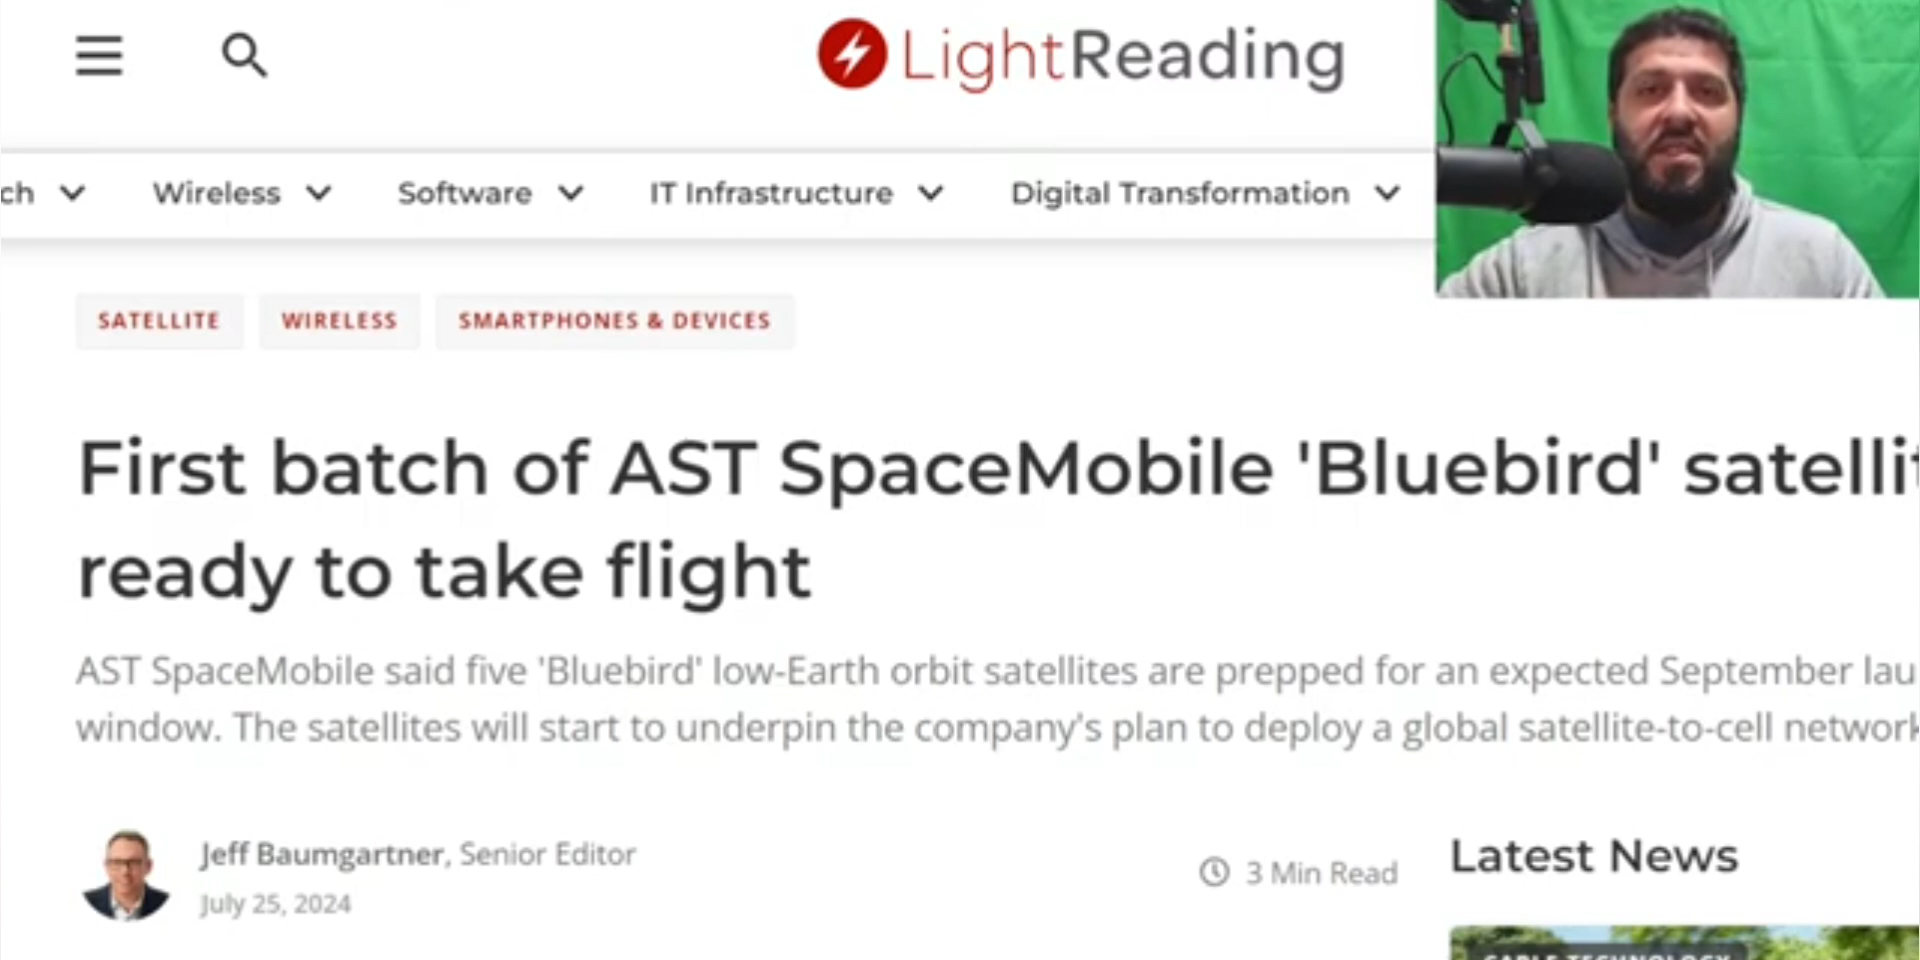 LightReading
ch Wireless Software IT Infrastructure Digital Transformation
SATELLITE WIRELESS SMARTPHONES & DEVICES
First batch of AST SpaceMobile 'Bluebird' satellit
ready to take flight
AST SpaceMobile said five 'Bluebird' low-Earth orbit satellites are prepped for an expected September lau
window. The satellites will start to underpin the company's plan to deploy a global satellite-to-cell network
Jeff Baumgartner, Senior Editor
July 25, 2024
3 Min Read
Latest News
CABLE TECHNOLOGY